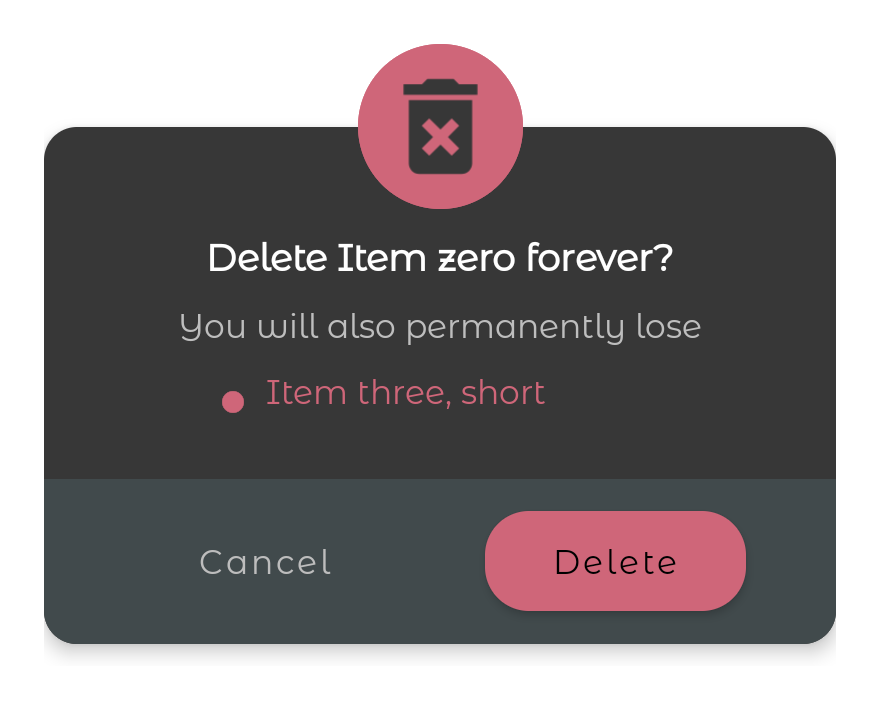 Delete Item zero forever?
You will also permanently lose
Item three, short
Cancel
Delete